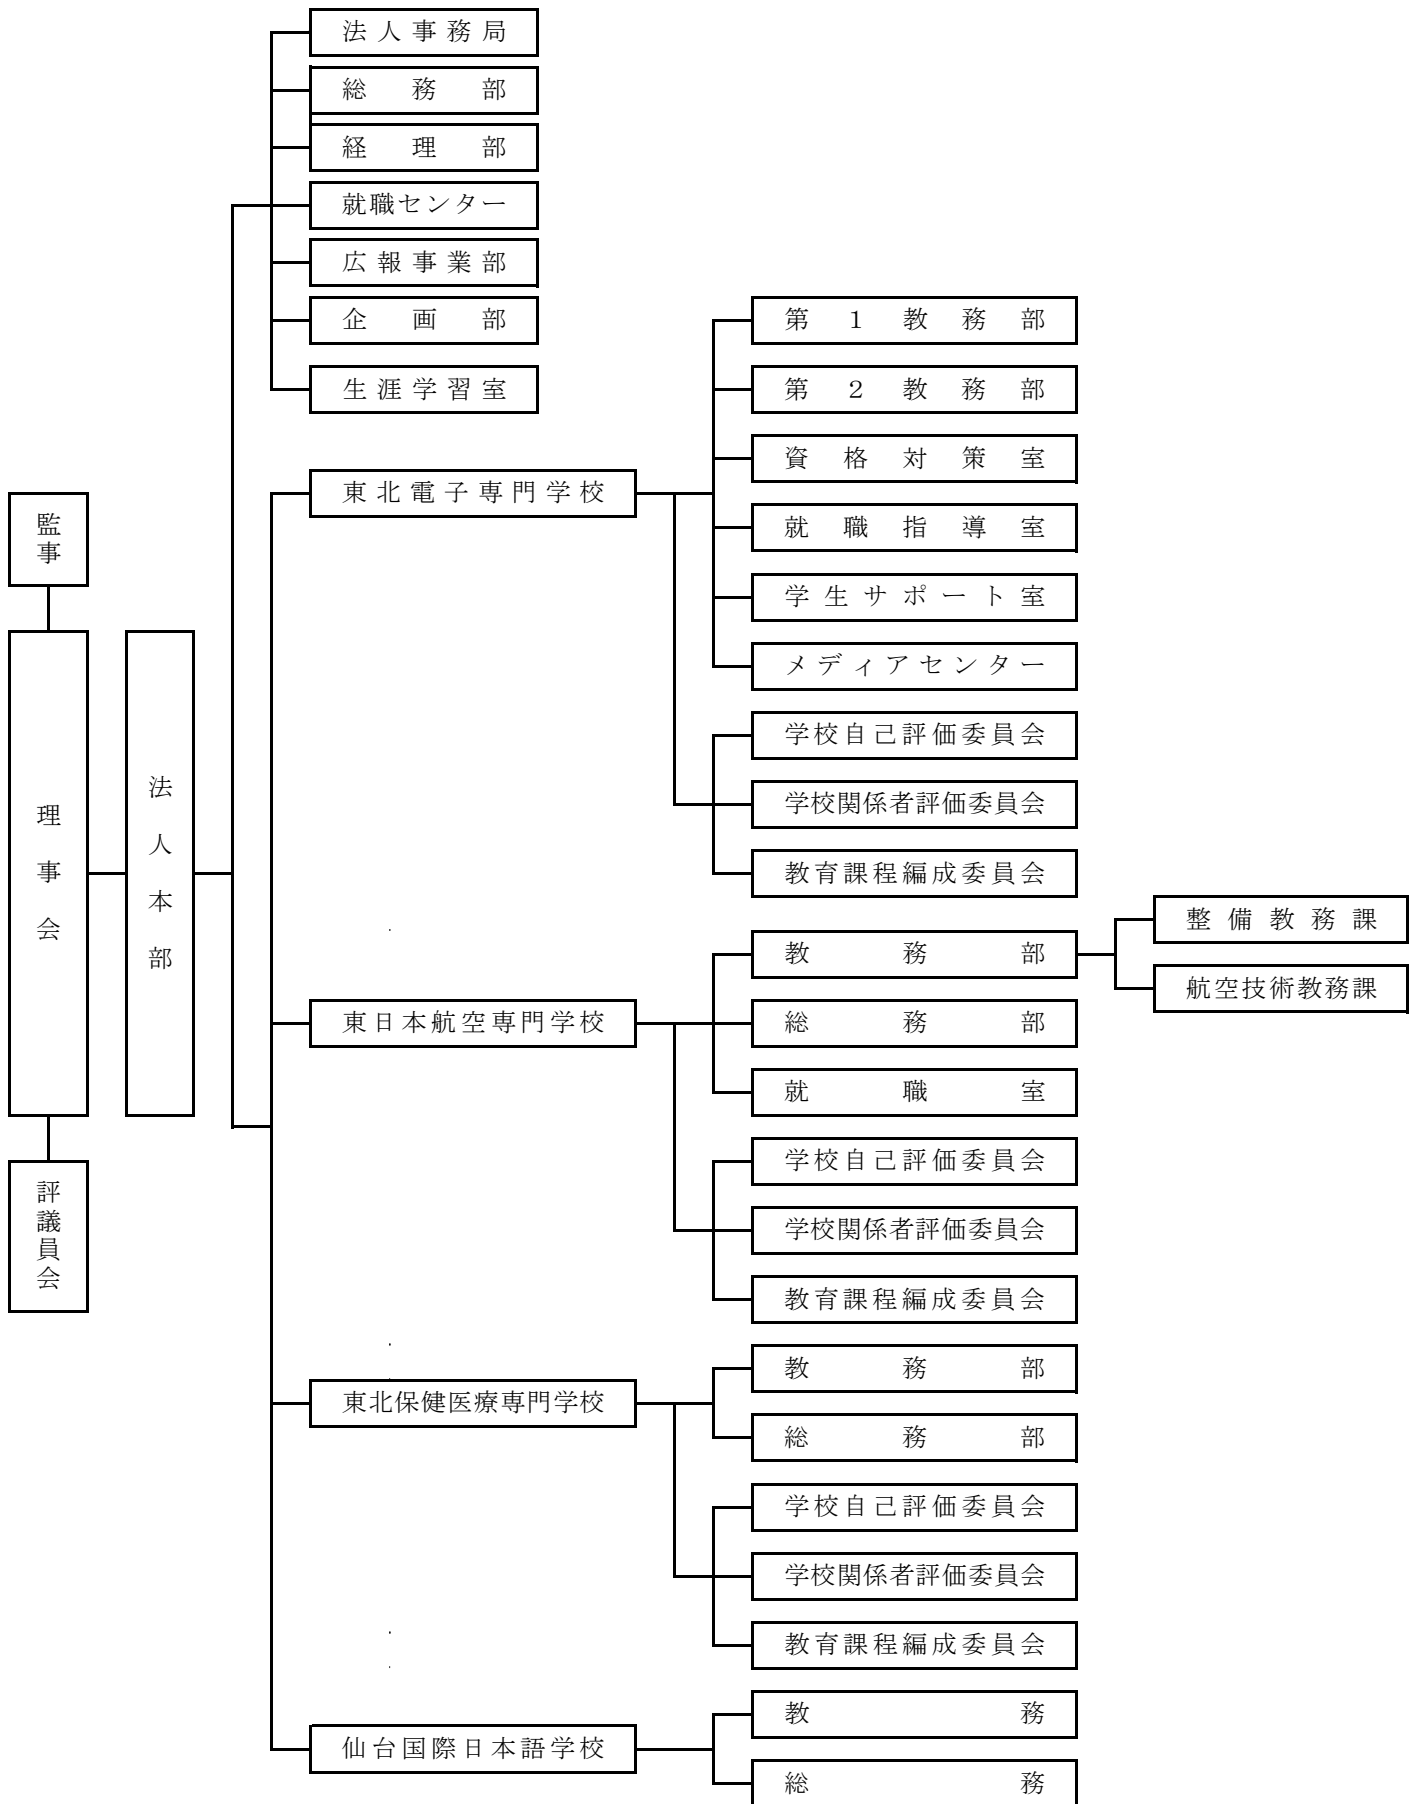 監事
理事会
評議員会
法人本部
法人事務局
総務部
経理部
就職センター
広報事業部
企画部
生涯学習室
東北電子専門学校
第１教務部
第２教務部
資格対策室
就職指導室
学生サポート室
メディアセンター
学校自己評価委員会
学校関係者評価委員会
教育課程編成委員会
東日本航空専門学校
教務部
整備教務課
航空技術教務課
総務部
就職室
学校自己評価委員会
学校関係者評価委員会
教育課程編成委員会
東北保健医療専門学校
教務部
総務部
学校自己評価委員会
学校関係者評価委員会
教育課程編成委員会
仙台国際日本語学校
教務
総務